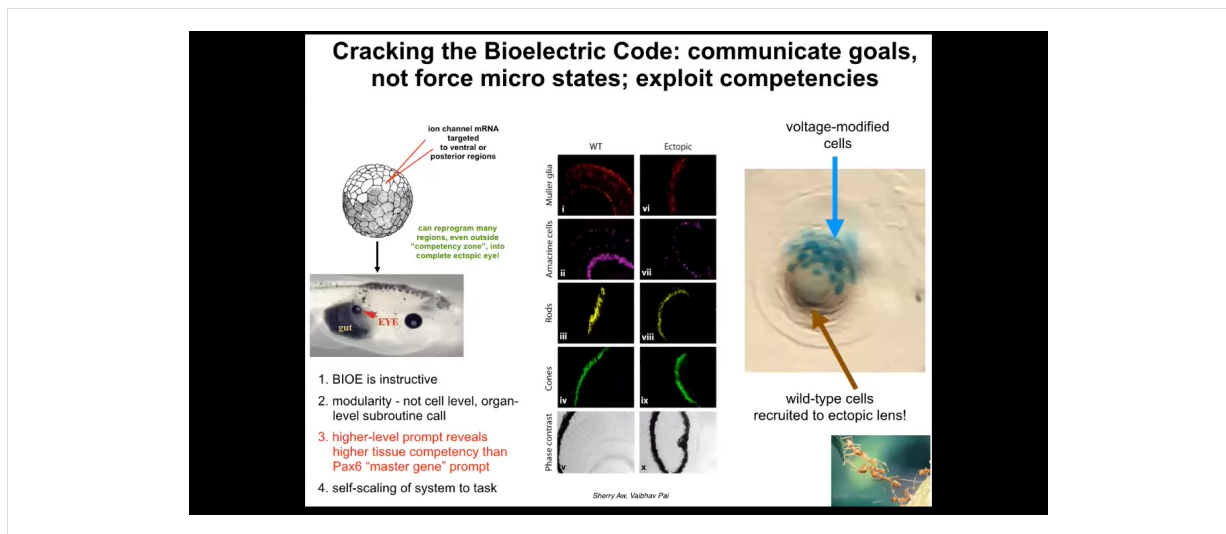 Cracking the Bioelectric Code: communicate goals,
not force micro states; exploit competencies
ion channel mRNA
targeted
to ventral or
posterior regions
can reprogram many
regions, even outside
“competency zone”, into
complete ectopic eye!
gut
EYE
1. BIOE is instructive
2. modularity - not cell level, organ-
level subroutine call
3. higher-level prompt reveals
higher tissue competency than
Pax6 “master gene” prompt
4. self-scaling of system to task
WT
Ectopic
Muller glia
i
vi
Amacrine cells
ii
vii
Rods
iii
viii
Cones
iv
ix
Phase contrast
v
x
Sherry Aw, Vaibhav Pai
voltage-modified
cells
wild-type cells
recruited to ectopic lens!